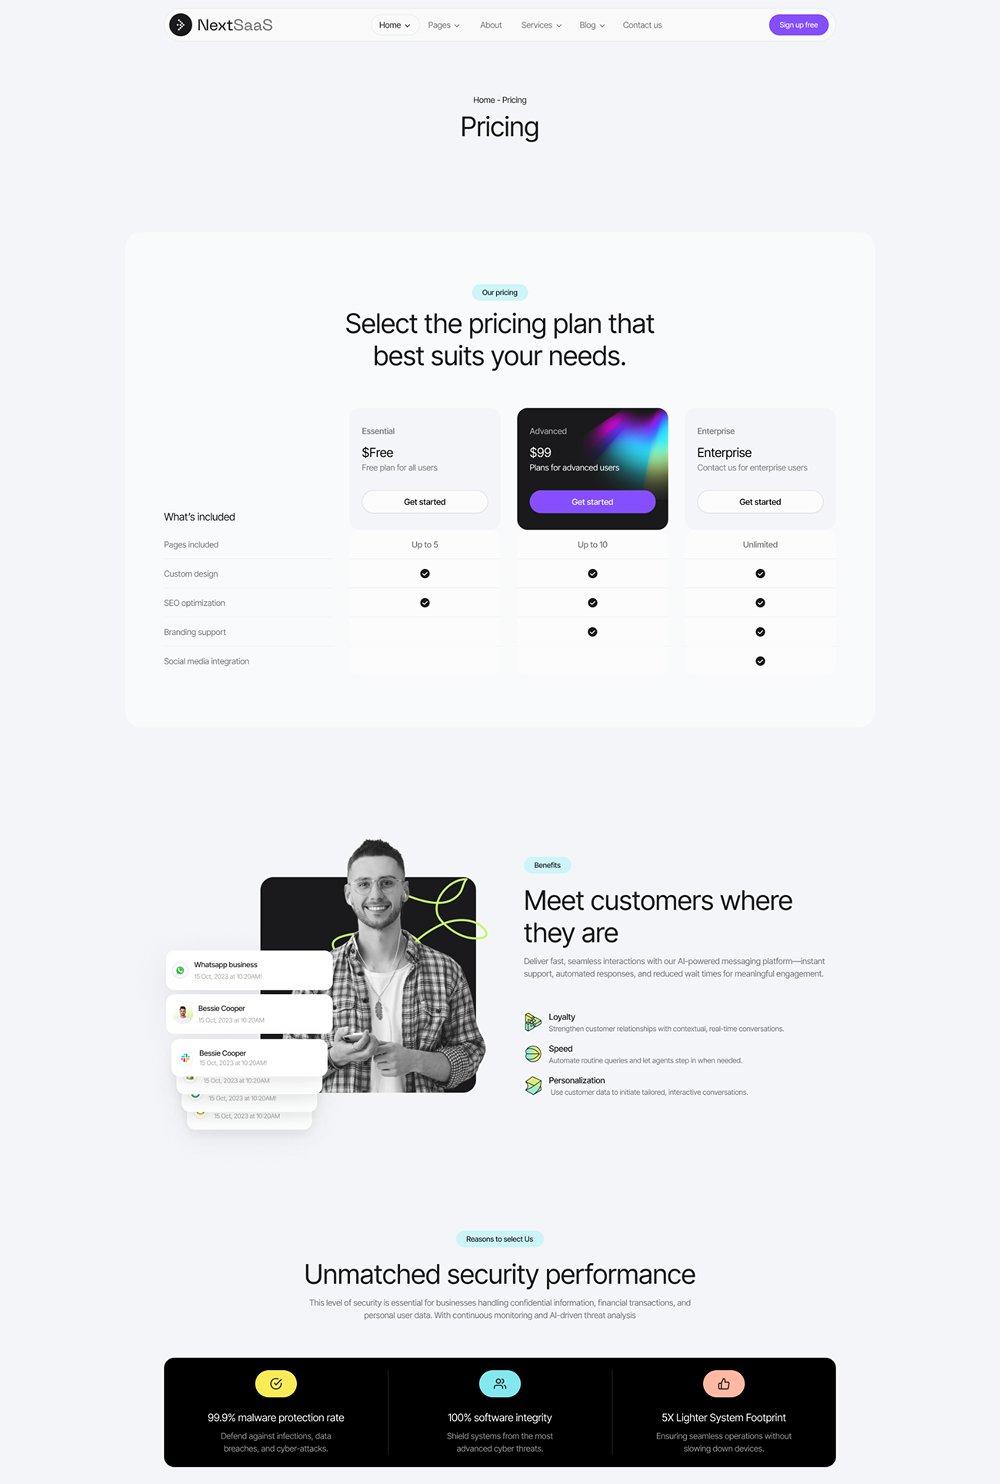 NextSaaS
Home
Pages
About
Services
Blog
Contact us
Sign up free
Home - Pricing
Pricing
Our pricing
Select the pricing plan that
best suits your needs.
Essential
$Free
Free plan for all users
Get started
Advanced
$99
Plans for advanced users
Get started
Enterprise
Enterprise
Contact us for enterprise users
Get started
What's included
Pages included
Up to 5
Up to 10
Unlimited
Custom design
SEO optimization
Branding support
Social media integration
Whatsapp business
15 Oct, 2023 at 10:20AM!
Bessie Cooper
15 Oct, 2023 at 10:20AM
Bessie Cooper
15 Oct, 2023 at 10:20AM!
15 Oct, 2023 at 10:20AM
15 Oct, 2023 at 10:20AM
15 Oct, 2023 at 10:20AM
Benefits
Meet customers where
they are
Deliver fast, seamless interactions with our AI-powered messaging platform—instant
support, automated responses, and reduced wait times for meaningful engagement.
Loyalty
Strengthen customer relationships with contextual, real-time conversations.
Speed
Automate routine queries and let agents step in when needed.
Personalization
Use customer data to initiate tailored, interactive conversations.
Reasons to select Us
Unmatched security performance
This level of security is essential for businesses handling confidential information, financial transactions, and
personal user data. With continuous monitoring and AI-driven threat analysis
99.9% malware protection rate
Defend against infections, data
breaches, and cyber-attacks.
100% software integrity
Shield systems from the most
advanced cyber threats.
5X Lighter System Footprint
Ensuring seamless operations without
slowing down devices.